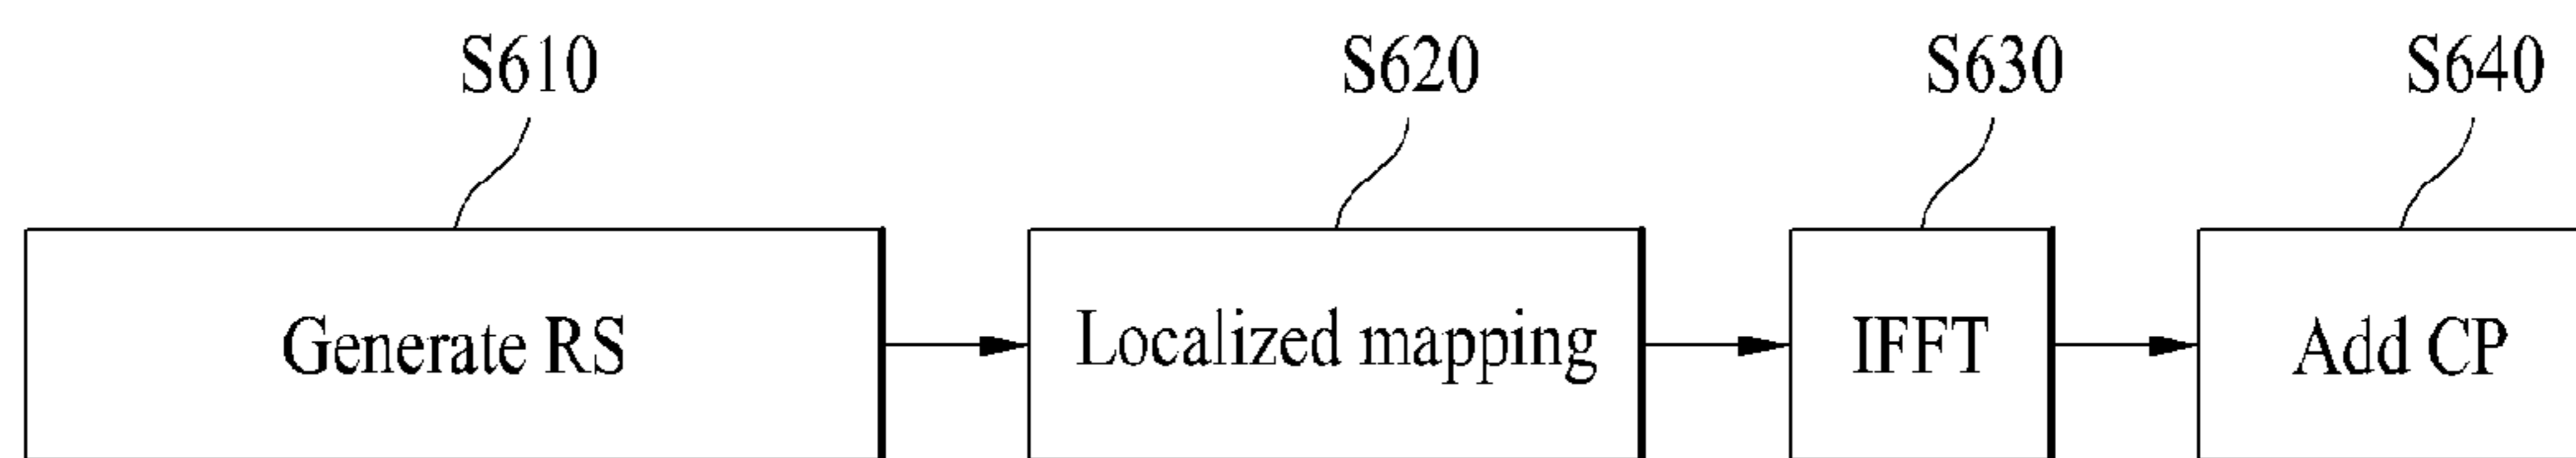 S610 S620 S630 S640
Generate RS Localized mapping IFFT Add CP